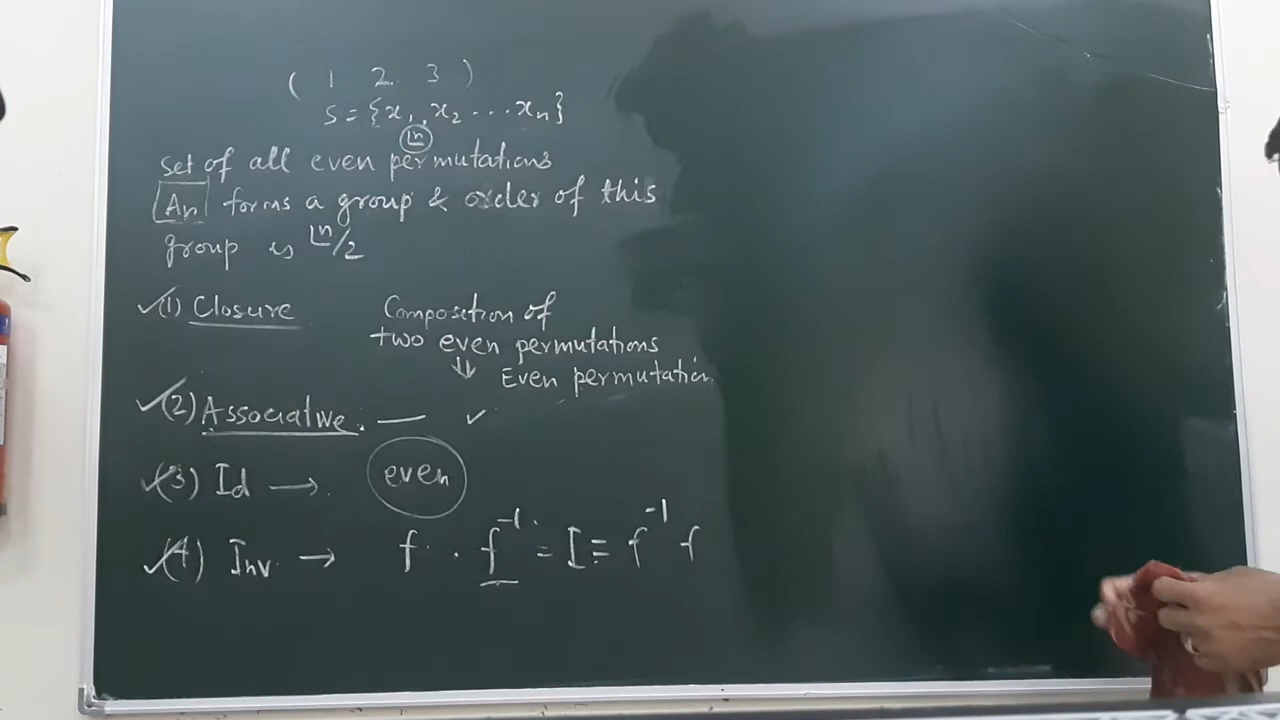 ( 1 2 3 )
S = {x₁, x₂ ... xₙ}
⌊n
set of all even permutations
Aₙ forms a group & order of this
group is ⌊n/2
✓(1) Closure
Composition of
two even permutations
⇓ Even permutation.
✓(2) Associative. — ✓
✓(3) Id → even
✓(4) Inv. → f · f⁻¹ = I = f⁻¹ f